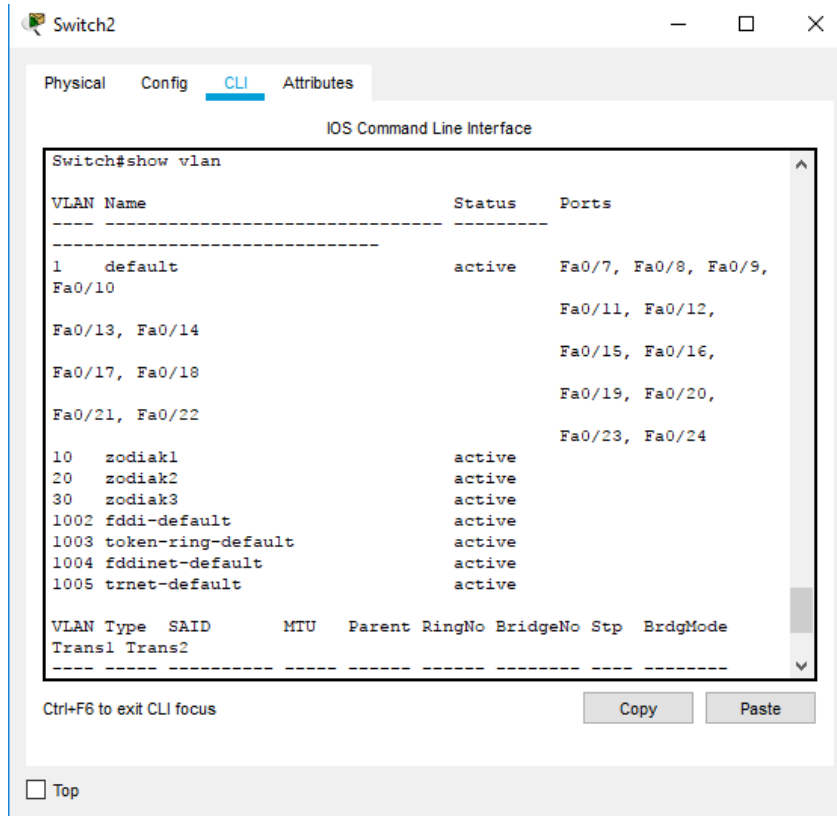 Switch2
Physical Config CLI Attributes
IOS Command Line Interface
Switch#show vlan
VLAN Name                             Status    Ports
---- -------------------------------- ---------
-------------------------------
1    default                          active    Fa0/7, Fa0/8, Fa0/9,
Fa0/10
                                                Fa0/11, Fa0/12,
Fa0/13, Fa0/14
                                                Fa0/15, Fa0/16,
Fa0/17, Fa0/18
                                                Fa0/19, Fa0/20,
Fa0/21, Fa0/22
                                                Fa0/23, Fa0/24
10   zodiak1                          active
20   zodiak2                          active
30   zodiak3                          active
1002 fddi-default                     active
1003 token-ring-default               active
1004 fddinet-default                  active
1005 trnet-default                    active
VLAN Type  SAID       MTU   Parent RingNo BridgeNo Stp  BrdgMode
Trans1 Trans2
---- ----- ---------- ----- ------ ------ -------- ---- --------
Ctrl+F6 to exit CLI focus Copy Paste
Top